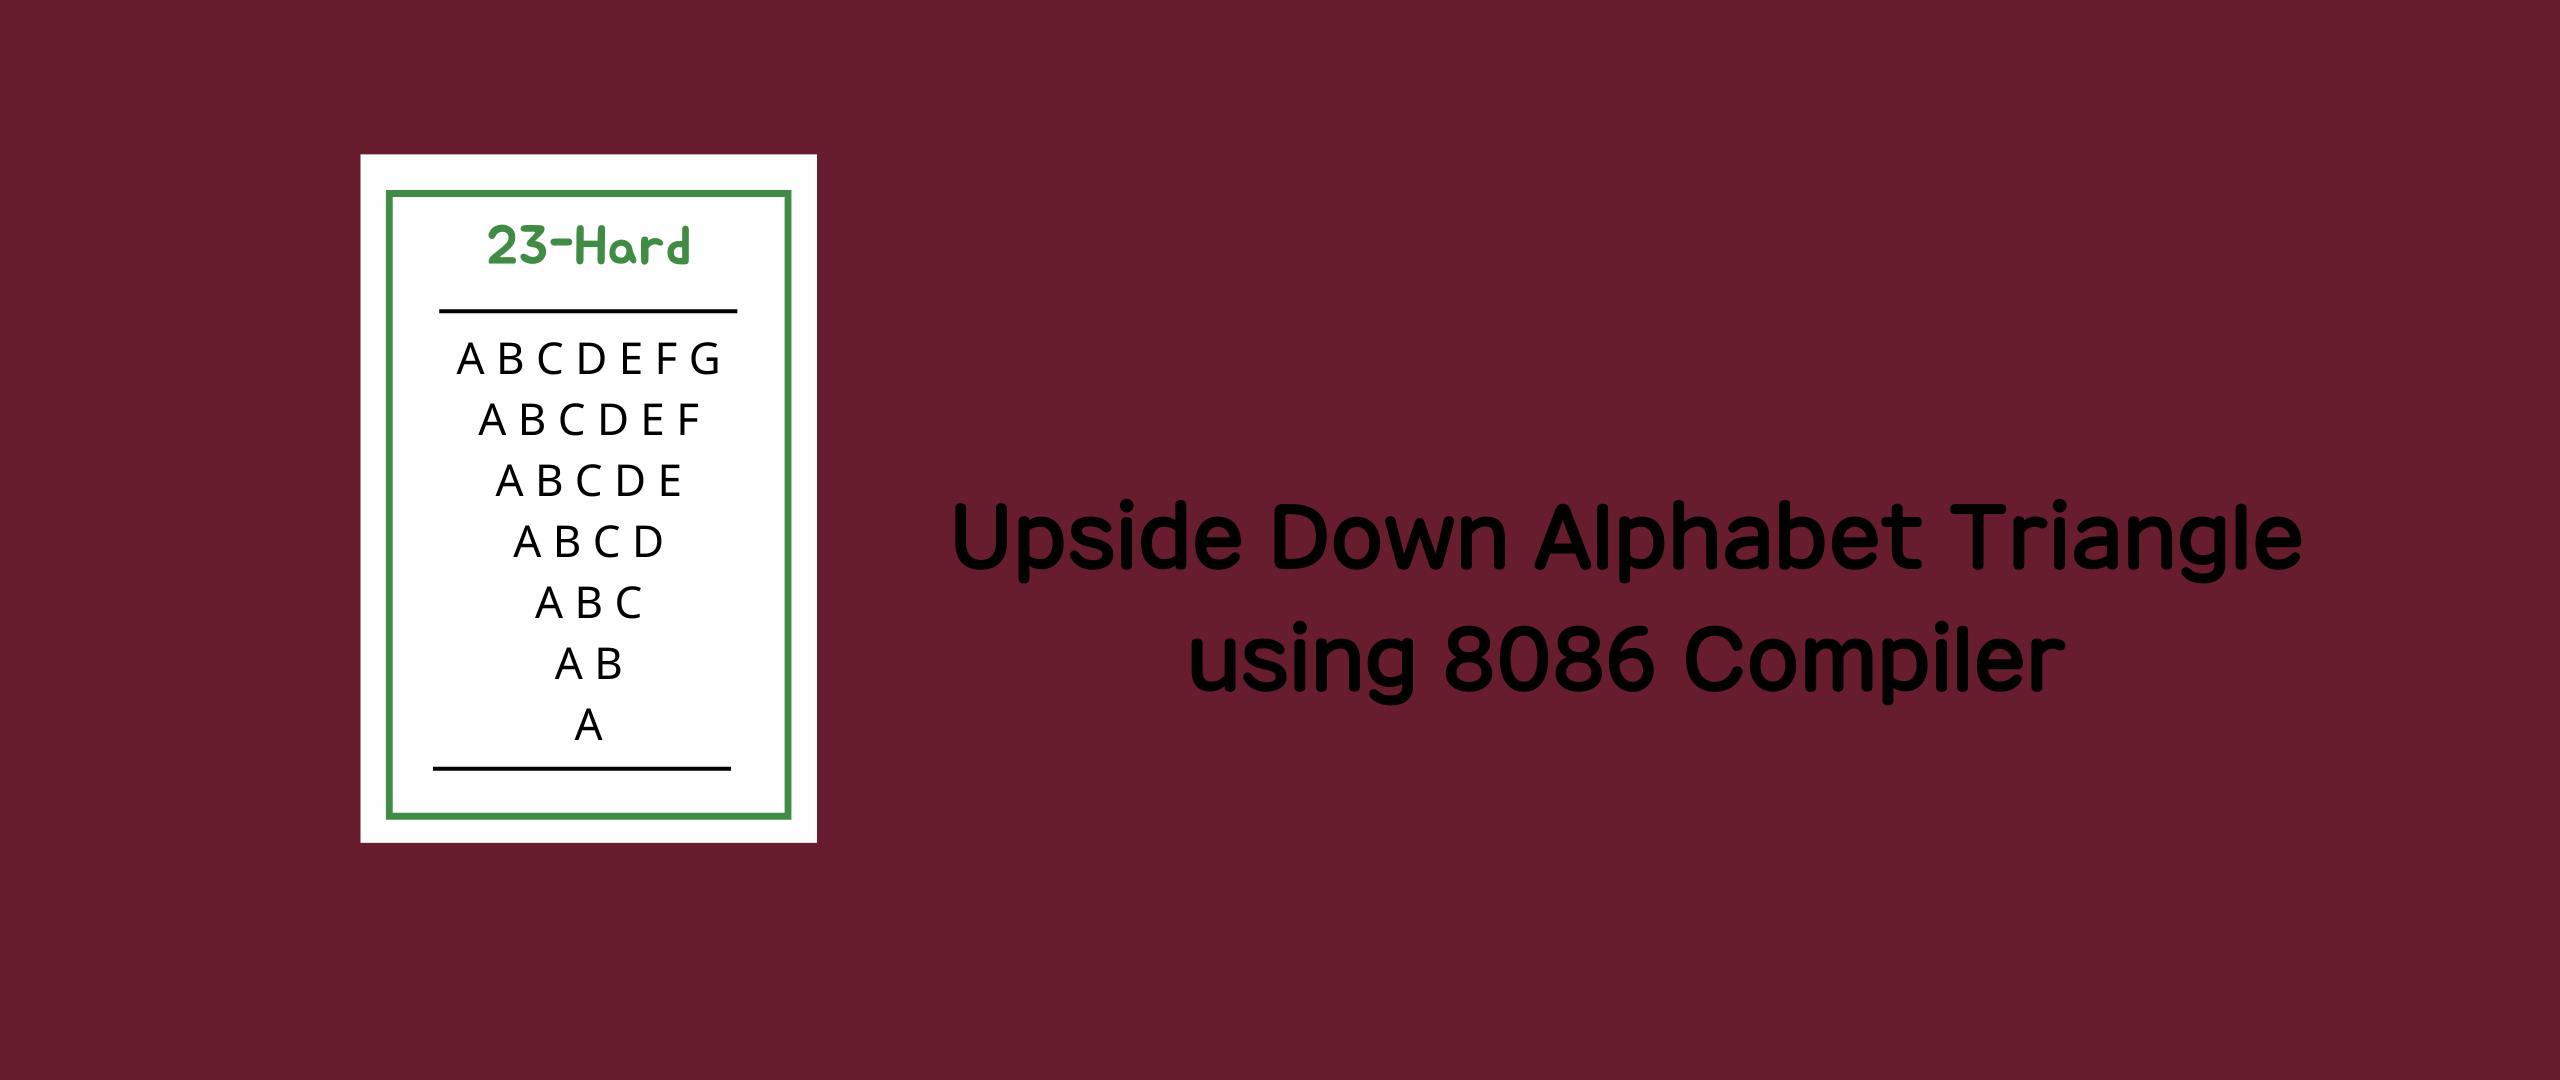 23-Hard
A B C D E F G
A B C D E F
A B C D E
A B C D
A B C
A B
A
Upside Down Alphabet Triangle
using 8086 Compiler